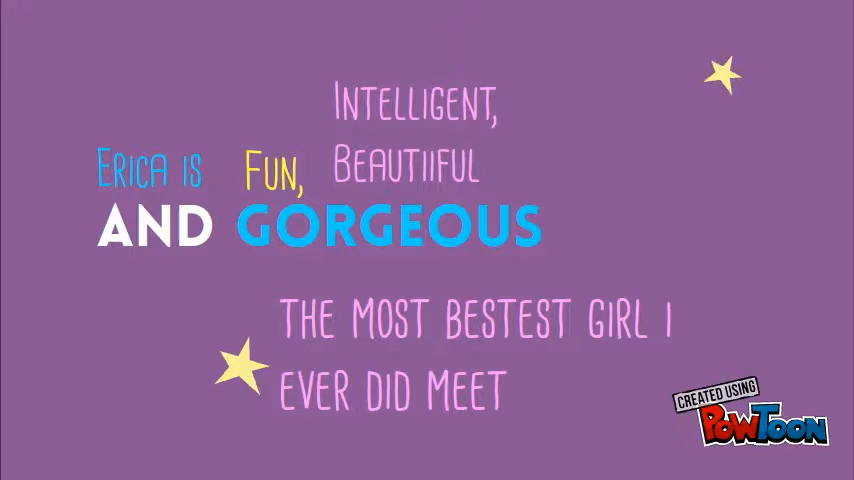 Intelligent,
Erica is Fun, Beautiiful
AND GORGEOUS
THE MOST BESTEST GIRL I
EVER DID MEET
CREATED USING
POWTOON